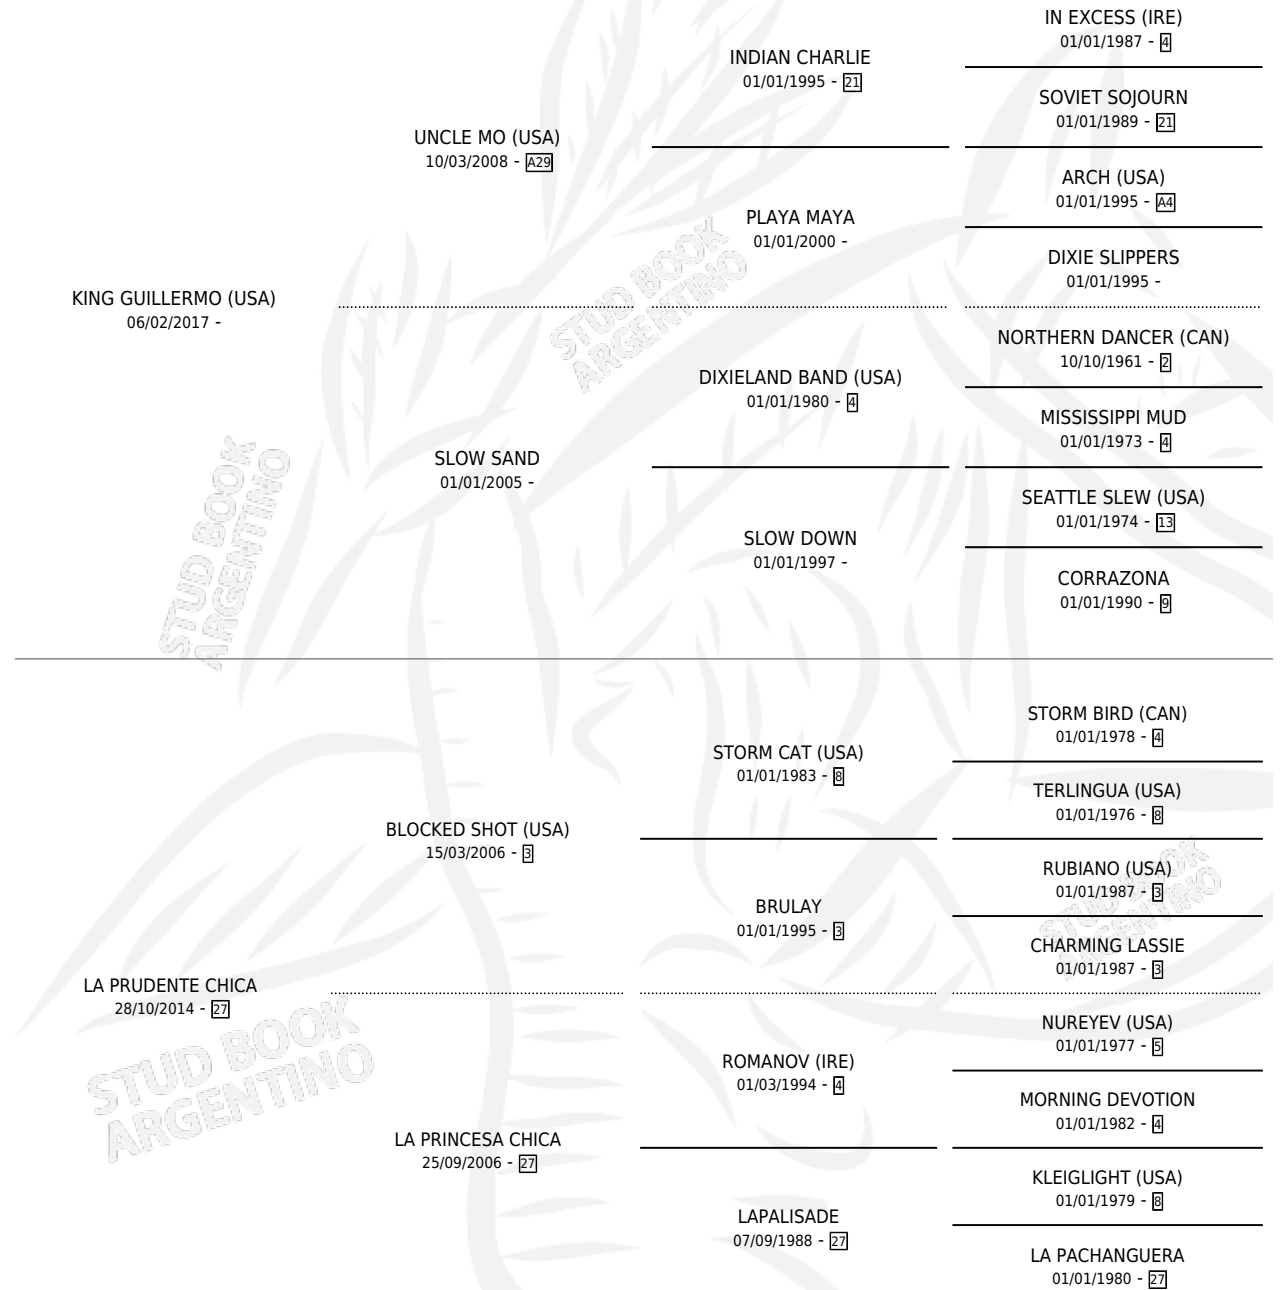 IN EXCESS (IRE)
01/01/1987 - 4
INDIAN CHARLIE
01/01/1995 - 21
SOVIET SOJOURN
01/01/1989 - 21
UNCLE MO (USA)
10/03/2008 - A29
ARCH (USA)
01/01/1995 - A4
PLAYA MAYA
01/01/2000 -
DIXIE SLIPPERS
01/01/1995 -
KING GUILLERMO (USA)
06/02/2017 -
NORTHERN DANCER (CAN)
10/10/1961 - 2
DIXIELAND BAND (USA)
01/01/1980 - 4
MISSISSIPPI MUD
01/01/1973 - 4
SLOW SAND
01/01/2005 -
SEATTLE SLEW (USA)
01/01/1974 - 13
SLOW DOWN
01/01/1997 -
CORRAZONA
01/01/1990 - 9
STORM BIRD (CAN)
01/01/1978 - 4
STORM CAT (USA)
01/01/1983 - 8
TERLINGUA (USA)
01/01/1976 - 8
BLOCKED SHOT (USA)
15/03/2006 - 3
RUBIANO (USA)
01/01/1987 - 3
BRULAY
01/01/1995 - 3
CHARMING LASSIE
01/01/1987 - 3
LA PRUDENTE CHICA
28/10/2014 - 27
NUREYEV (USA)
01/01/1977 - 5
ROMANOV (IRE)
01/03/1994 - 4
MORNING DEVOTION
01/01/1982 - 4
LA PRINCESA CHICA
25/09/2006 - 27
KLEIGLIGHT (USA)
01/01/1979 - 8
LAPALISADE
07/09/1988 - 27
LA PACHANGUERA
01/01/1980 - 27
STUD BOOK
ARGENTINO
STUD BOOK
ARGENTINO
STUD BOOK
ARGENTINO
STUD BOOK
ARGENTINO